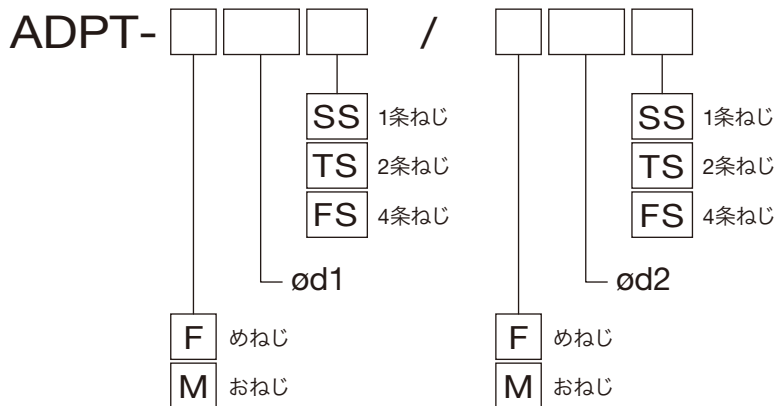 ADPT- /
SS 1条ねじ SS 1条ねじ
TS 2条ねじ TS 2条ねじ
FS 4条ねじ FS 4条ねじ
ød1 ød2
F めねじ F めねじ
M おねじ M おねじ